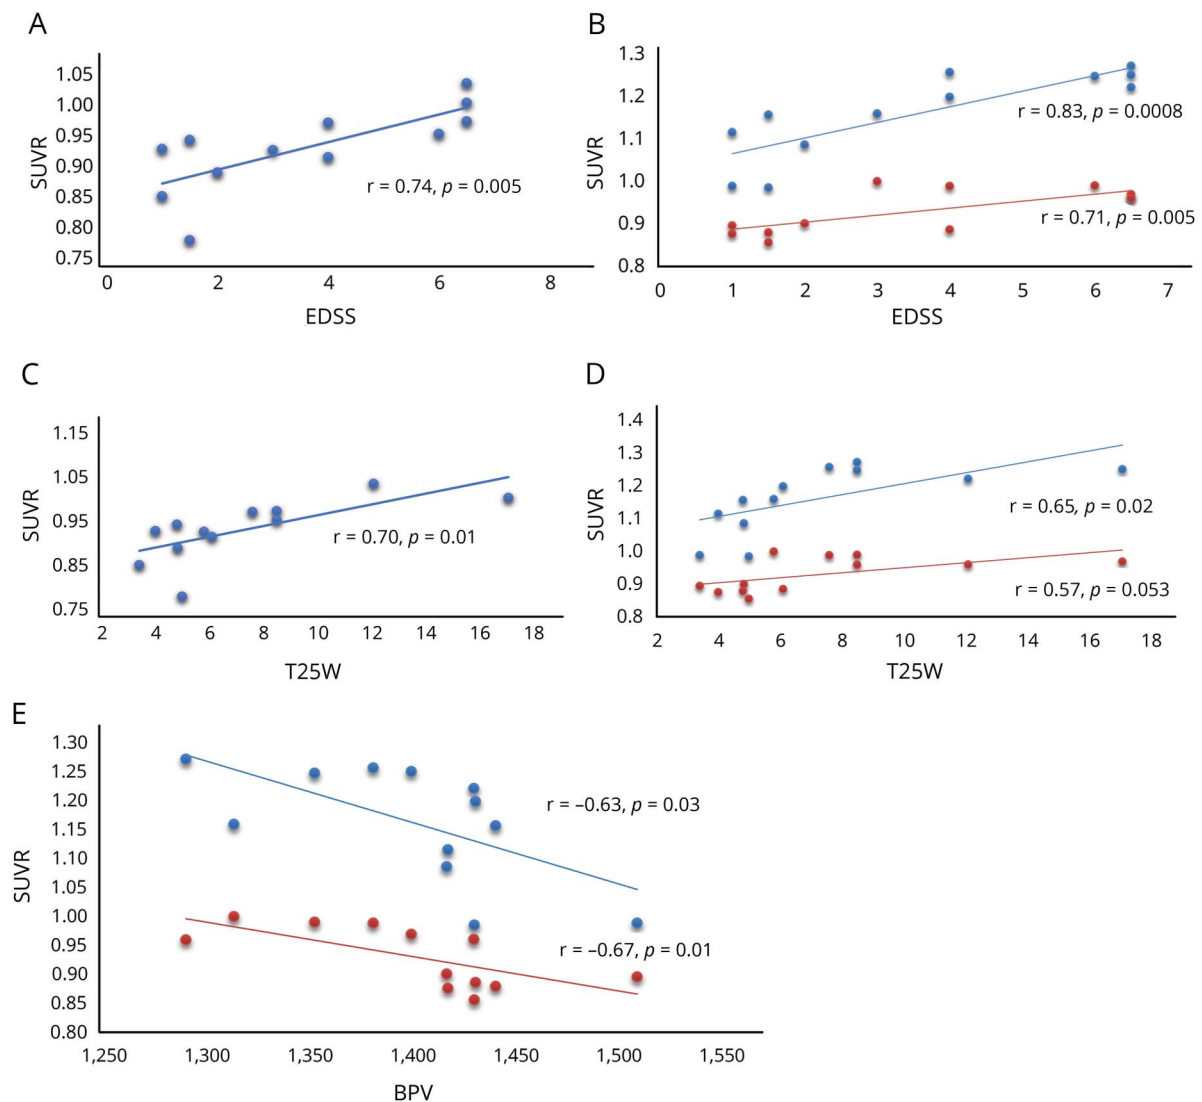 A
SUVR
1.05
1.00
0.95
0.90
0.85
0.80
0.75
r = 0.74, p = 0.005
0 2 4 6 8
EDSS
B
SUVR
1.3
1.2
1.1
1.0
0.9
0.8
r = 0.83, p = 0.0008
r = 0.71, p = 0.005
0 1 2 3 4 5 6 7
EDSS
C
SUVR
1.15
1.05
0.95
0.85
0.75
r = 0.70, p = 0.01
2 4 6 8 10 12 14 16 18
T25W
D
SUVR
1.4
1.3
1.2
1.1
1.0
0.9
0.8
r = 0.65, p = 0.02
r = 0.57, p = 0.053
2 4 6 8 10 12 14 16 18
T25W
E
SUVR
1.30
1.25
1.20
1.15
1.10
1.05
1.00
0.95
0.90
0.85
0.80
r = –0.63, p = 0.03
r = –0.67, p = 0.01
1,250 1,300 1,350 1,400 1,450 1,500 1,550
BPV